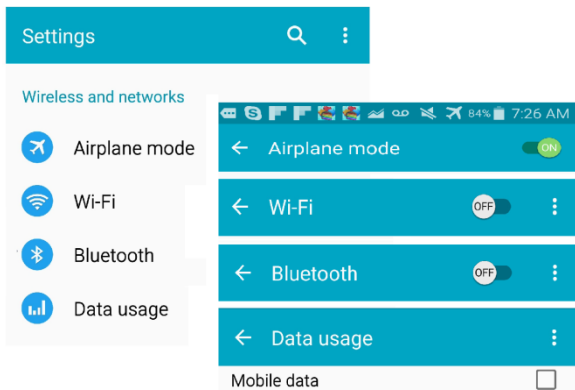 Settings
Wireless and networks
Airplane mode
Wi-Fi
Bluetooth
Data usage
84% 7:26 AM
Airplane mode ON
Wi-Fi OFF
Bluetooth OFF
Data usage
Mobile data